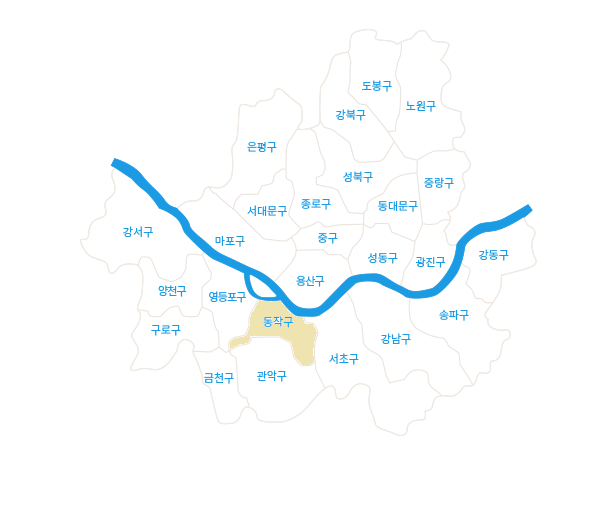 도봉구
노원구
강북구
은평구
성북구
중랑구
서대문구
종로구
동대문구
강서구
마포구
중구
성동구
광진구
강동구
용산구
양천구
영등포구
송파구
동작구
구로구
강남구
서초구
금천구
관악구